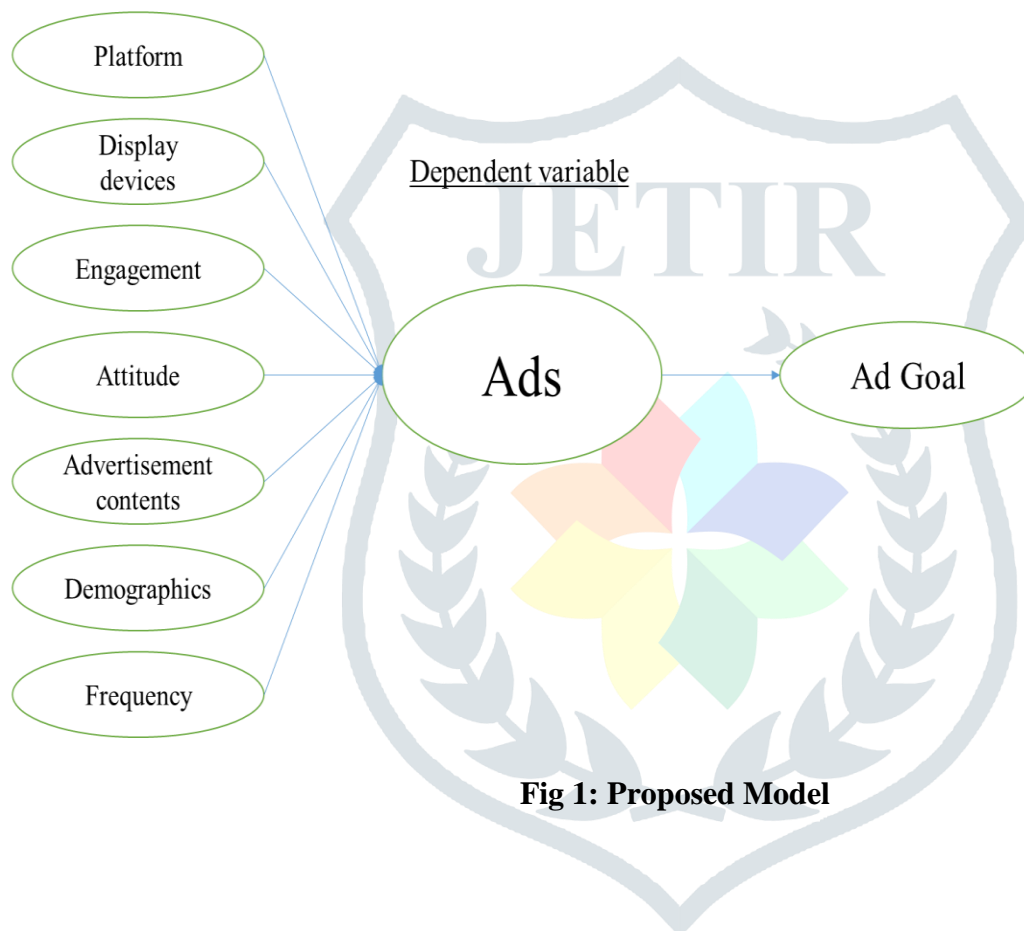 Platform
Display
devices
Dependent variable
JETIR
Engagement
Attitude
Ads
Ad Goal
Advertisement
contents
Demographics
Frequency
Fig 1: Proposed Model